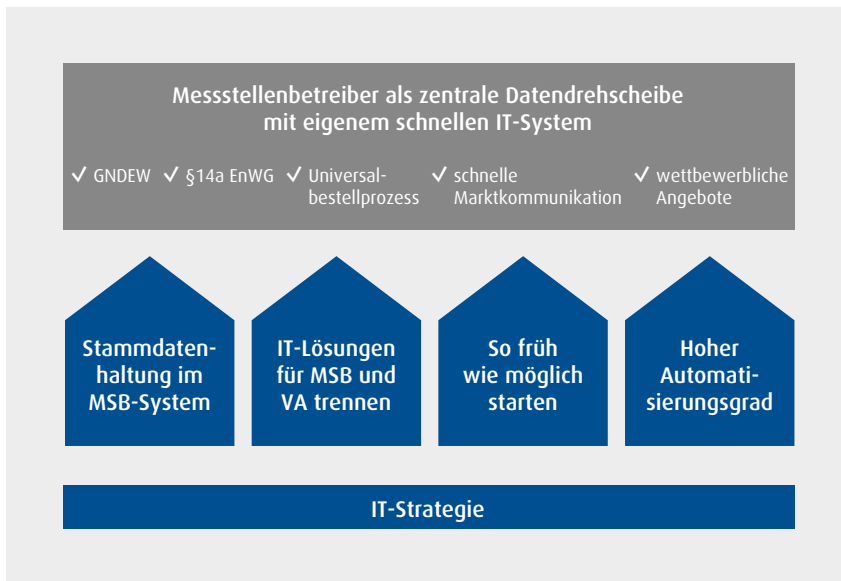 Messstellenbetreiber als zentrale Datendrehscheibe
mit eigenem schnellen IT-System
✓ GNDEW
✓ §14a EnWG
✓ Universal-
bestellprozess
✓ schnelle
Marktkommunikation
✓ wettbewerbliche
Angebote
Stammdaten-
haltung im
MSB-System
IT-Lösungen
für MSB und
VA trennen
So früh
wie möglich
starten
Hoher
Automati-
sierungsgrad
IT-Strategie